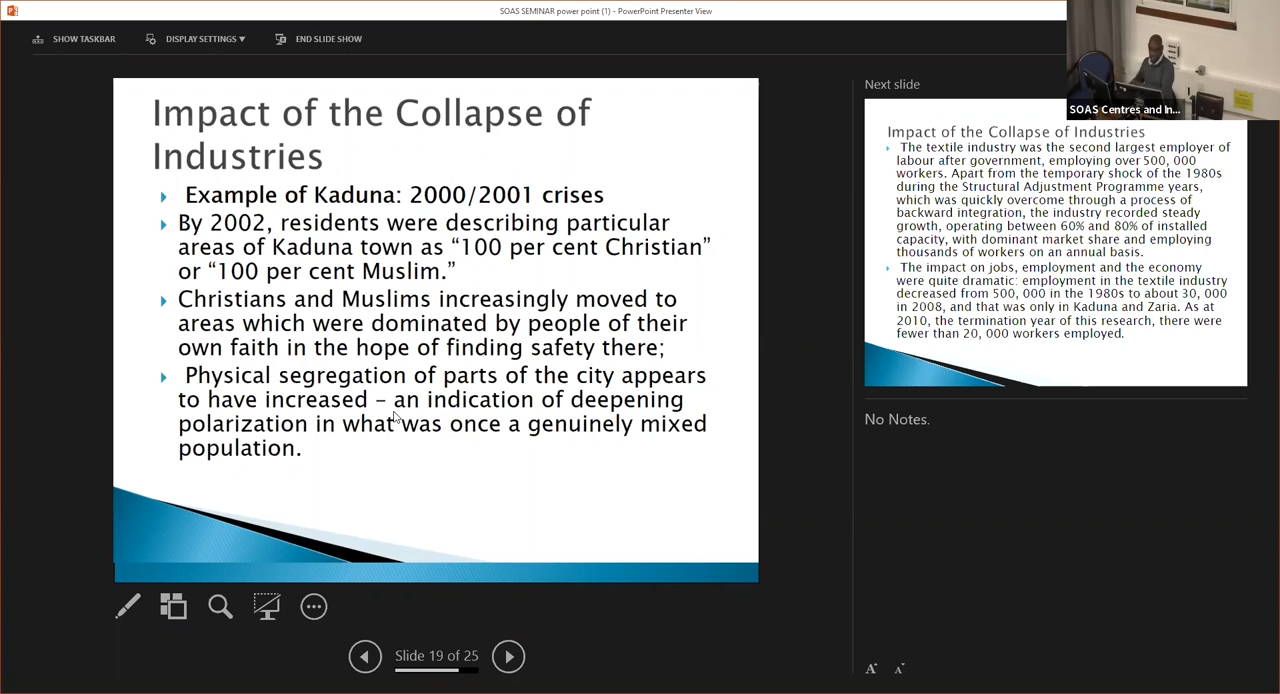 SOAS SEMINAR power point (1) - PowerPoint Presenter View
SHOW TASKBAR
DISPLAY SETTINGS ▼
END SLIDE SHOW
Impact of the Collapse of
Industries
Example of Kaduna: 2000/2001 crises
By 2002, residents were describing particular
areas of Kaduna town as “100 per cent Christian”
or “100 per cent Muslim.”
Christians and Muslims increasingly moved to
areas which were dominated by people of their
own faith in the hope of finding safety there;
Physical segregation of parts of the city appears
to have increased – an indication of deepening
polarization in what was once a genuinely mixed
population.
Slide 19 of 25
Next slide
SOAS Centres and In...
Impact of the Collapse of Industries
The textile industry was the second largest employer of
labour after government, employing over 500, 000
workers. Apart from the temporary shock of the 1980s
during the Structural Adjustment Programme years,
which was quickly overcome through a process of
backward integration, the industry recorded steady
growth, operating between 60% and 80% of installed
capacity, with dominant market share and employing
thousands of workers on an annual basis.
The impact on jobs, employment and the economy
were quite dramatic: employment in the textile industry
decreased from 500, 000 in the 1980s to about 30, 000
in 2008, and that was only in Kaduna and Zaria. As at
2010, the termination year of this research, there were
fewer than 20, 000 workers employed.
No Notes.
A A